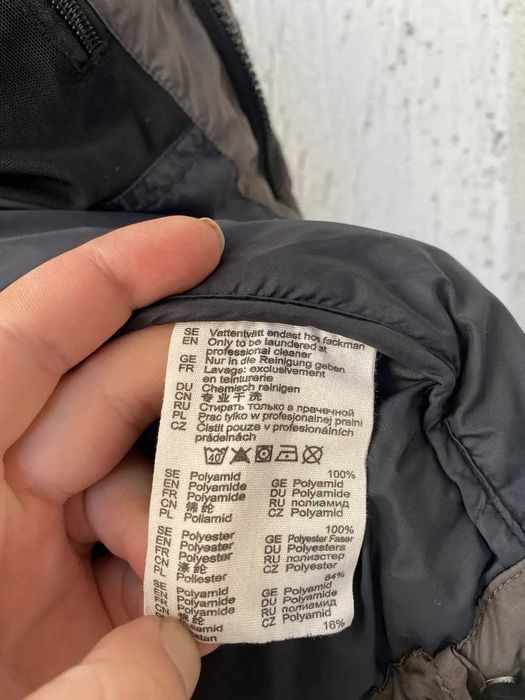 SE Vattentvätt endast hos fackman
EN Only to be laundered at
professional cleaner
GE Nur in die Reinigung geben
FR Lavage: exclusivement
en teinturerie
DU Chemisch reinigen
CN 专业干洗
RU Стирать только в прачечной
PL Prac tylko w profesjonalnej pralni
CZ Čistit pouze v profesionálních
prádelnách
40
SE Polyamid 100%
EN Polyamide GE Polyamid
FR Polyamide DU Polyamid
CN 锦纶 RU полиамид
PL Poliamid CZ Polyamid
SE Polyester 100%
EN Polyester GE Polyester Faser
FR Polyester DU Polyesters
CN 涤纶 RU полиэстер
PL Poliester CZ Polyester
84%
SE Polyamid GE Polyamid
EN Polyamide DU Polyamid
FR Polyamide RU полиамид
CN 锦纶 CZ Polyamid
Poliamid
16%